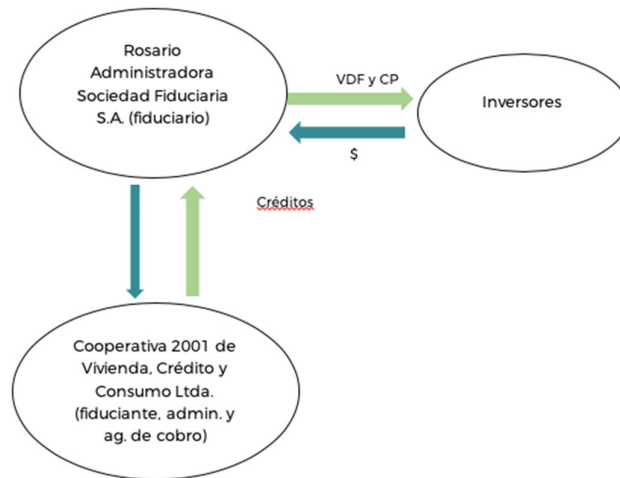 Rosario
Administradora
Sociedad Fiduciaria
S.A. (fiduciario)
VDF y CP
Inversores
$
Créditos
Cooperativa 2001 de
Vivienda, Crédito y
Consumo Ltda.
(fiduciante, admin. y
ag. de cobro)